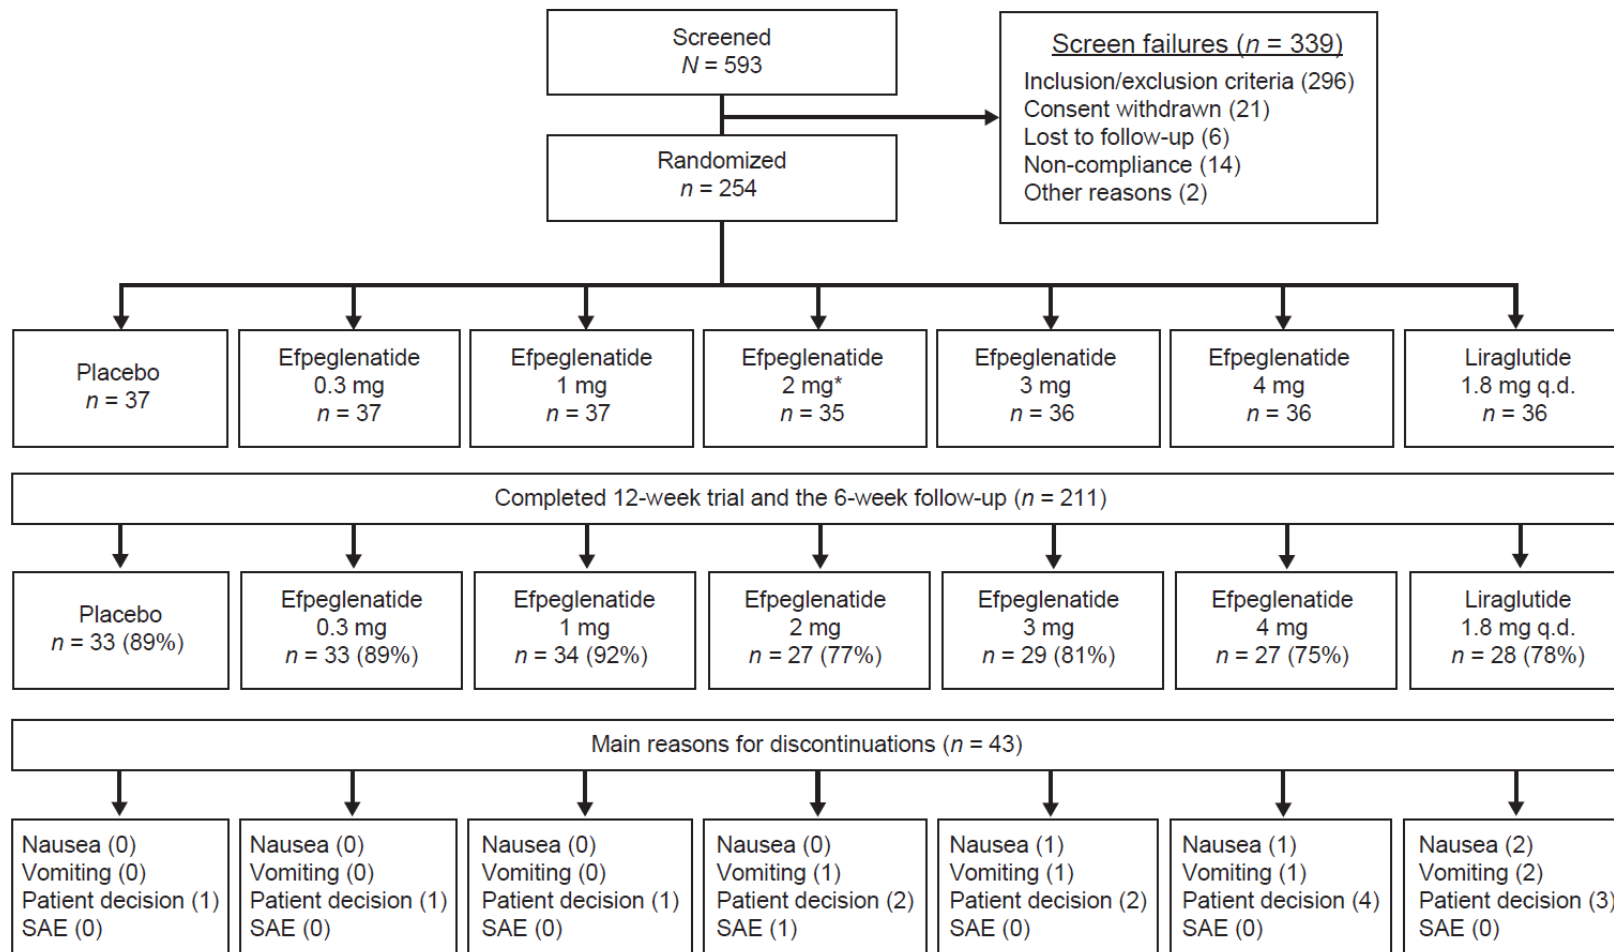 Screened
N = 593
Screen failures (n = 339)
Inclusion/exclusion criteria (296)
Consent withdrawn (21)
Lost to follow-up (6)
Non-compliance (14)
Other reasons (2)
Randomized
n = 254
Placebo
n = 37
Efpeglenatide
0.3 mg
n = 37
Efpeglenatide
1 mg
n = 37
Efpeglenatide
2 mg*
n = 35
Efpeglenatide
3 mg
n = 36
Efpeglenatide
4 mg
n = 36
Liraglutide
1.8 mg q.d.
n = 36
Completed 12-week trial and the 6-week follow-up (n = 211)
Placebo
n = 33 (89%)
Efpeglenatide
0.3 mg
n = 33 (89%)
Efpeglenatide
1 mg
n = 34 (92%)
Efpeglenatide
2 mg
n = 27 (77%)
Efpeglenatide
3 mg
n = 29 (81%)
Efpeglenatide
4 mg
n = 27 (75%)
Liraglutide
1.8 mg q.d.
n = 28 (78%)
Main reasons for discontinuations (n = 43)
Nausea (0)
Vomiting (0)
Patient decision (1)
SAE (0)
Nausea (0)
Vomiting (0)
Patient decision (1)
SAE (0)
Nausea (0)
Vomiting (0)
Patient decision (1)
SAE (0)
Nausea (0)
Vomiting (1)
Patient decision (2)
SAE (1)
Nausea (1)
Vomiting (1)
Patient decision (2)
SAE (0)
Nausea (1)
Vomiting (1)
Patient decision (4)
SAE (0)
Nausea (2)
Vomiting (2)
Patient decision (3)
SAE (0)